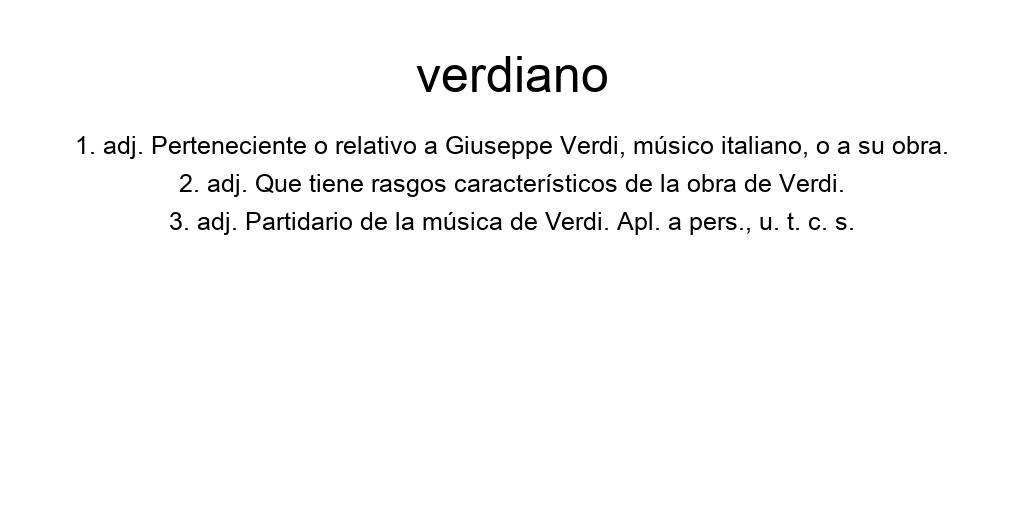 verdiano
1. adj. Perteneciente o relativo a Giuseppe Verdi, músico italiano, o a su obra.
2. adj. Que tiene rasgos característicos de la obra de Verdi.
3. adj. Partidario de la música de Verdi. Apl. a pers., u. t. c. s.